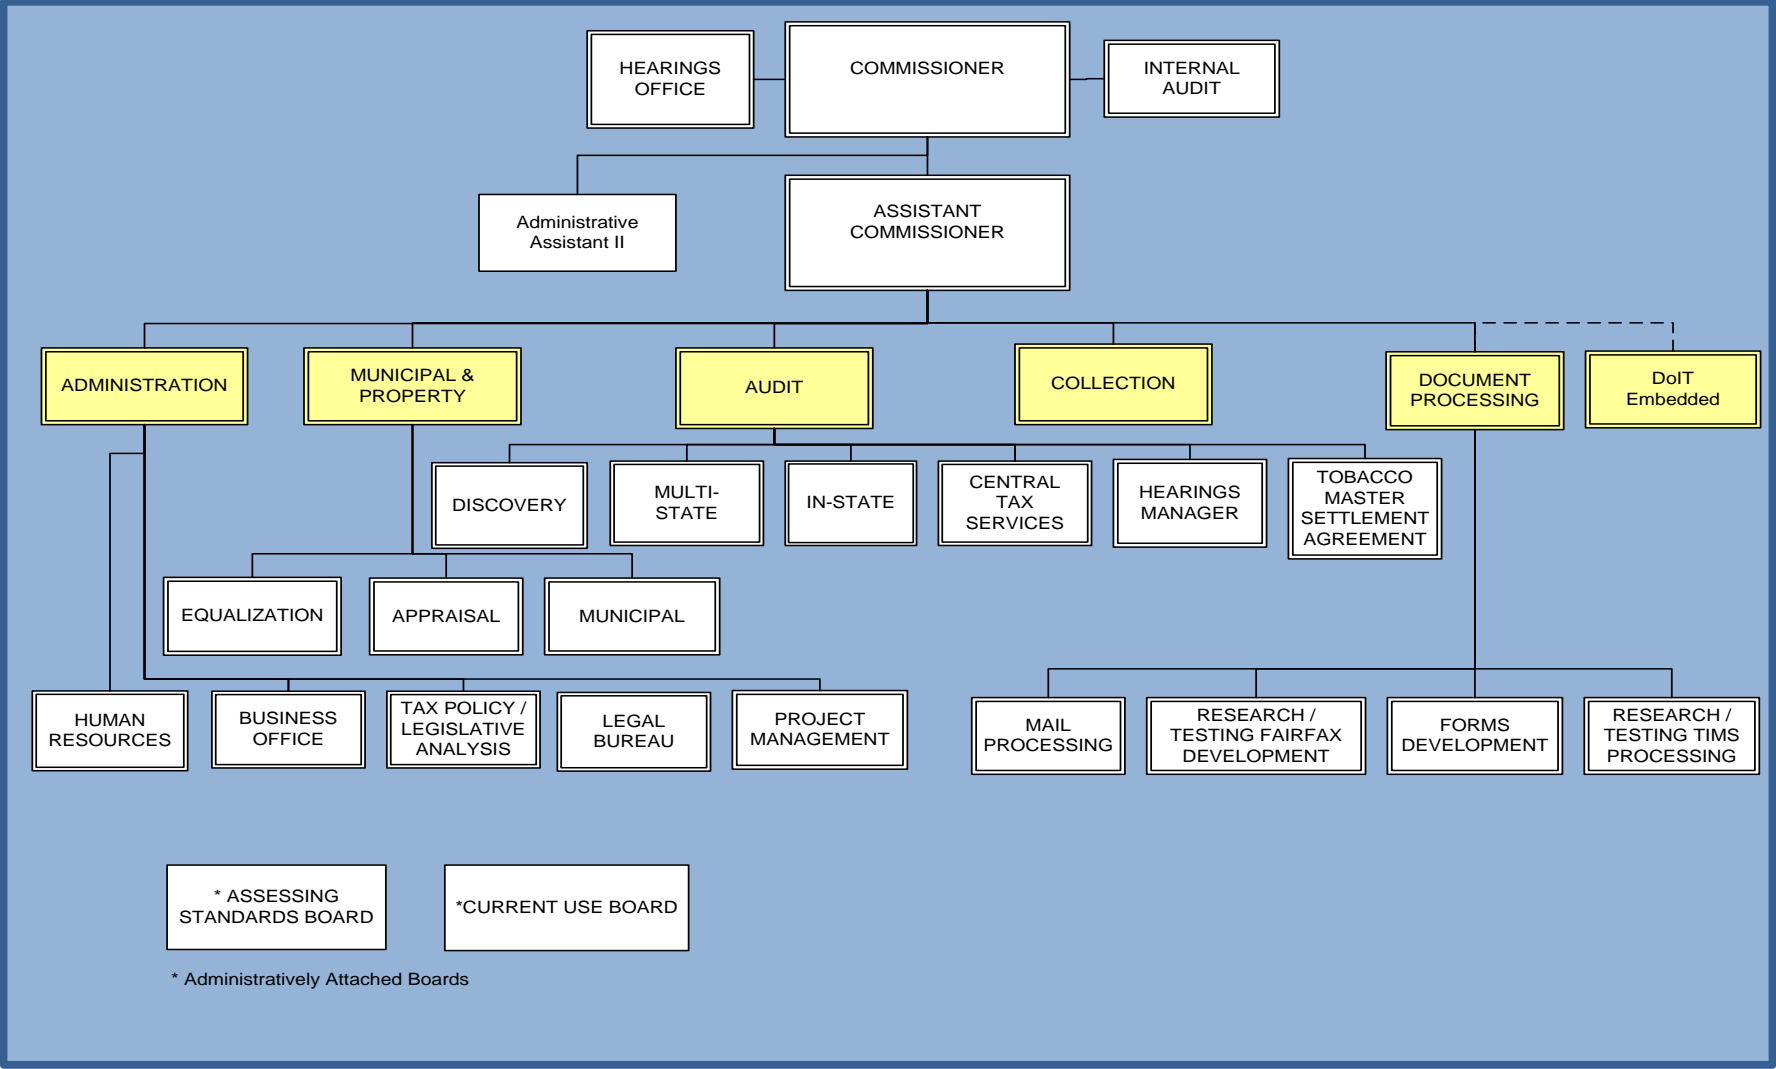 HEARINGS
OFFICE
COMMISSIONER
INTERNAL
AUDIT
Administrative
Assistant II
ASSISTANT
COMMISSIONER
ADMINISTRATION
MUNICIPAL &
PROPERTY
AUDIT
COLLECTION
DOCUMENT
PROCESSING
DoIT
Embedded
DISCOVERY
MULTI-
STATE
IN-STATE
CENTRAL
TAX
SERVICES
HEARINGS
MANAGER
TOBACCO
MASTER
SETTLEMENT
AGREEMENT
EQUALIZATION
APPRAISAL
MUNICIPAL
HUMAN
RESOURCES
BUSINESS
OFFICE
TAX POLICY /
LEGISLATIVE
ANALYSIS
LEGAL
BUREAU
PROJECT
MANAGEMENT
MAIL
PROCESSING
RESEARCH /
TESTING FAIRFAX
DEVELOPMENT
FORMS
DEVELOPMENT
RESEARCH /
TESTING TIMS
PROCESSING
* ASSESSING
STANDARDS BOARD
*CURRENT USE BOARD
* Administratively Attached Boards